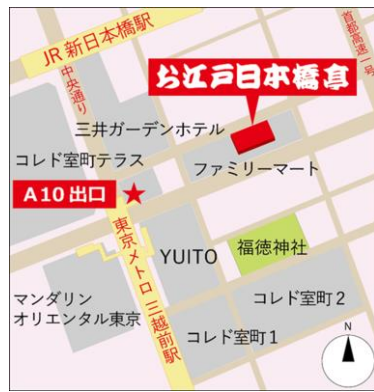 JR 新日本橋駅
中央通り
首都高速一号
お江戸日本橋亭
三井ガーデンホテル
コレド室町テラス
ファミリーマート
A10 出口
東京メトロ 三越前駅
YUITO
福徳神社
マンダリン
オリエンタル東京
コレド室町2
コレド室町1
N